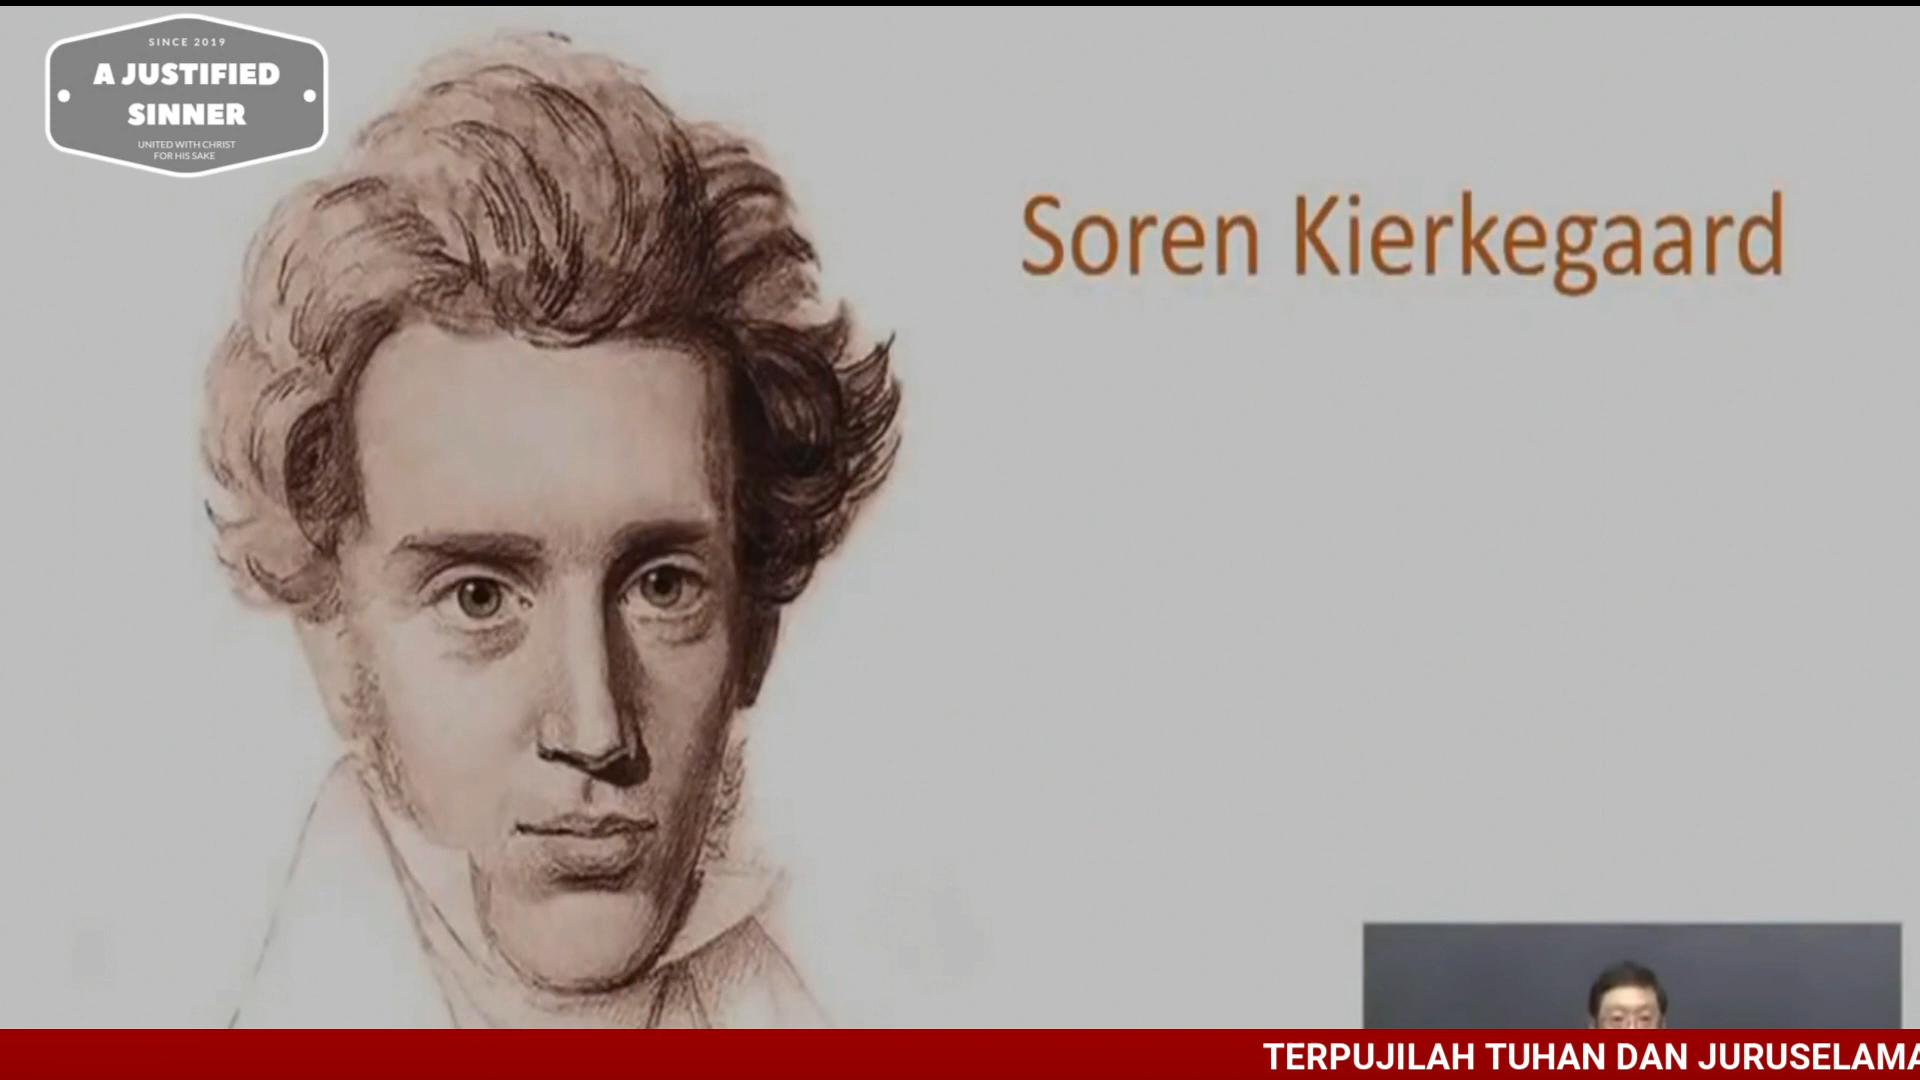 SINCE 2019
A JUSTIFIED
SINNER
UNITED WITH CHRIST
FOR HIS SAKE
Soren Kierkegaard
TERPUJILAH TUHAN DAN JURUSELAMA